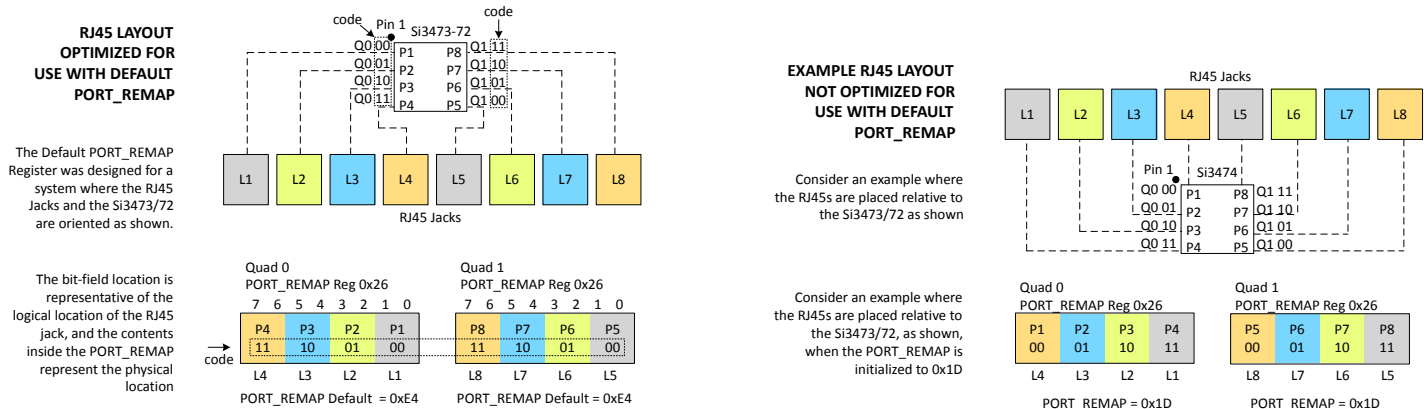 RJ45 LAYOUT
OPTIMIZED FOR
USE WITH DEFAULT
PORT_REMAP
The Default PORT_REMAP
Register was designed for a
system where the RJ45
Jacks and the Si3473/72
are oriented as shown.
code
Pin 1
code
Si3473-72
Q0 00 P1 P8 Q1 11
Q0 01 P2 P7 Q1 10
Q0 10 P3 P6 Q1 01
Q0 11 P4 P5 Q1 00
L1 L2 L3 L4 L5 L6 L7 L8
RJ45 Jacks
The bit-field location is
representative of the
logical location of the RJ45
jack, and the contents
inside the PORT_REMAP
represent the physical
location
code
Quad 0
PORT_REMAP Reg 0x26
7 6 5 4 3 2 1 0
P4 P3 P2 P1
11 10 01 00
L4 L3 L2 L1
PORT_REMAP Default = 0xE4
Quad 1
PORT_REMAP Reg 0x26
7 6 5 4 3 2 1 0
P8 P7 P6 P5
11 10 01 00
L8 L7 L6 L5
PORT_REMAP Default = 0xE4
EXAMPLE RJ45 LAYOUT
NOT OPTIMIZED FOR
USE WITH DEFAULT
PORT_REMAP
Consider an example where
the RJ45s are placed relative to
the Si3473/72 as shown
RJ45 Jacks
L1 L2 L3 L4 L5 L6 L7 L8
Pin 1
Si3474
Q0 00 P1 P8 Q1 11
Q0 01 P2 P7 Q1 10
Q0 10 P3 P6 Q1 01
Q0 11 P4 P5 Q1 00
Consider an example where
the RJ45s are placed relative to
the Si3473/72, as shown,
when the PORT_REMAP is
initialized to 0x1D
Quad 0
PORT_REMAP Reg 0x26
P1 P2 P3 P4
00 01 10 11
L4 L3 L2 L1
PORT_REMAP = 0x1D
Quad 1
PORT_REMAP Reg 0x26
P5 P6 P7 P8
00 01 10 11
L8 L7 L6 L5
PORT_REMAP = 0x1D